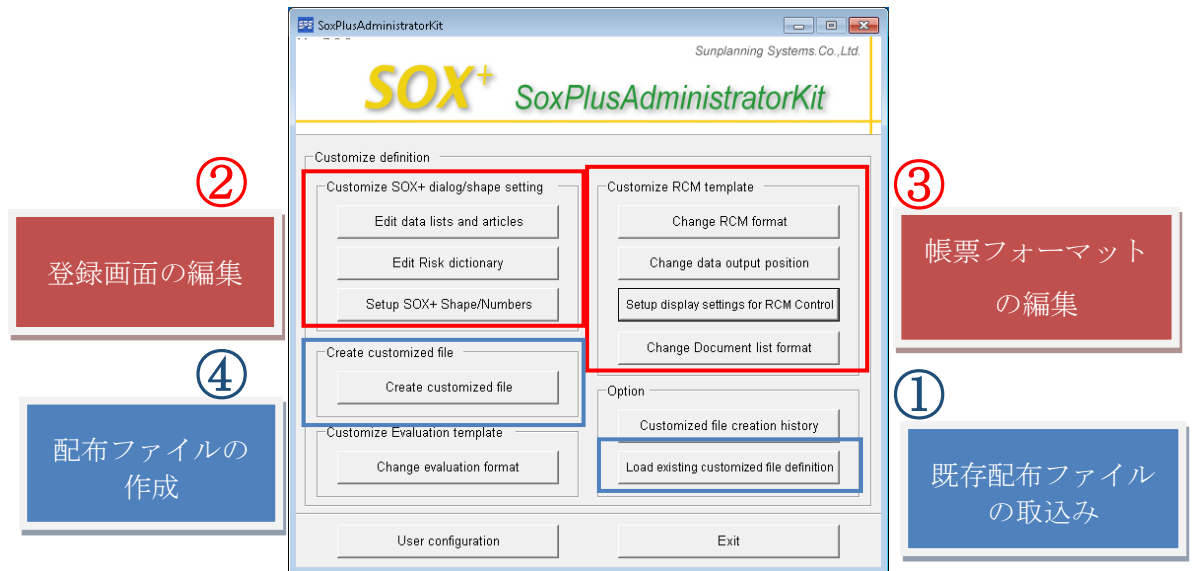 SPS SoxPlusAdministratorKit
Sunplanning Systems.Co.,Ltd.
SOX+ SoxPlusAdministratorKit
Customize definition
②
登録画面の編集
Customize SOX+ dialog/shape setting
Edit data lists and articles
Edit Risk dictionary
Setup SOX+ Shape/Numbers
Customize RCM template
Change RCM format
Change data output position
Setup display settings for RCM Control
Change Document list format
③
帳票フォーマット
の編集
④
配布ファイルの
作成
Create customized file
Create customized file
Customize Evaluation template
Change evaluation format
Option
Customized file creation history
Load existing customized file definition
①
既存配布ファイル
の取込み
User configuration
Exit